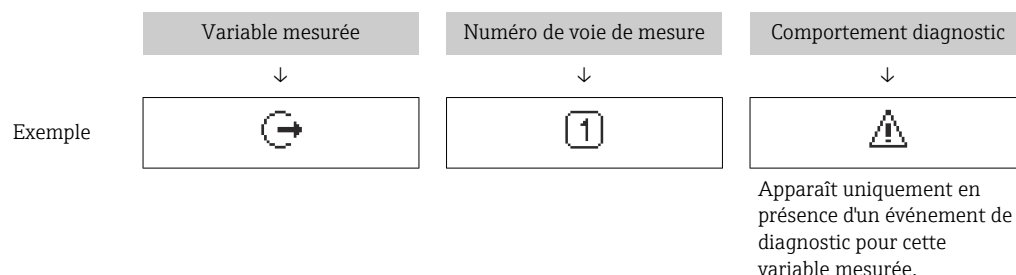 Variable mesurée
Numéro de voie de mesure
Comportement diagnostic
↓ ↓ ↓
Exemple
1
Apparaît uniquement en
présence d'un événement de
diagnostic pour cette
variable mesurée.